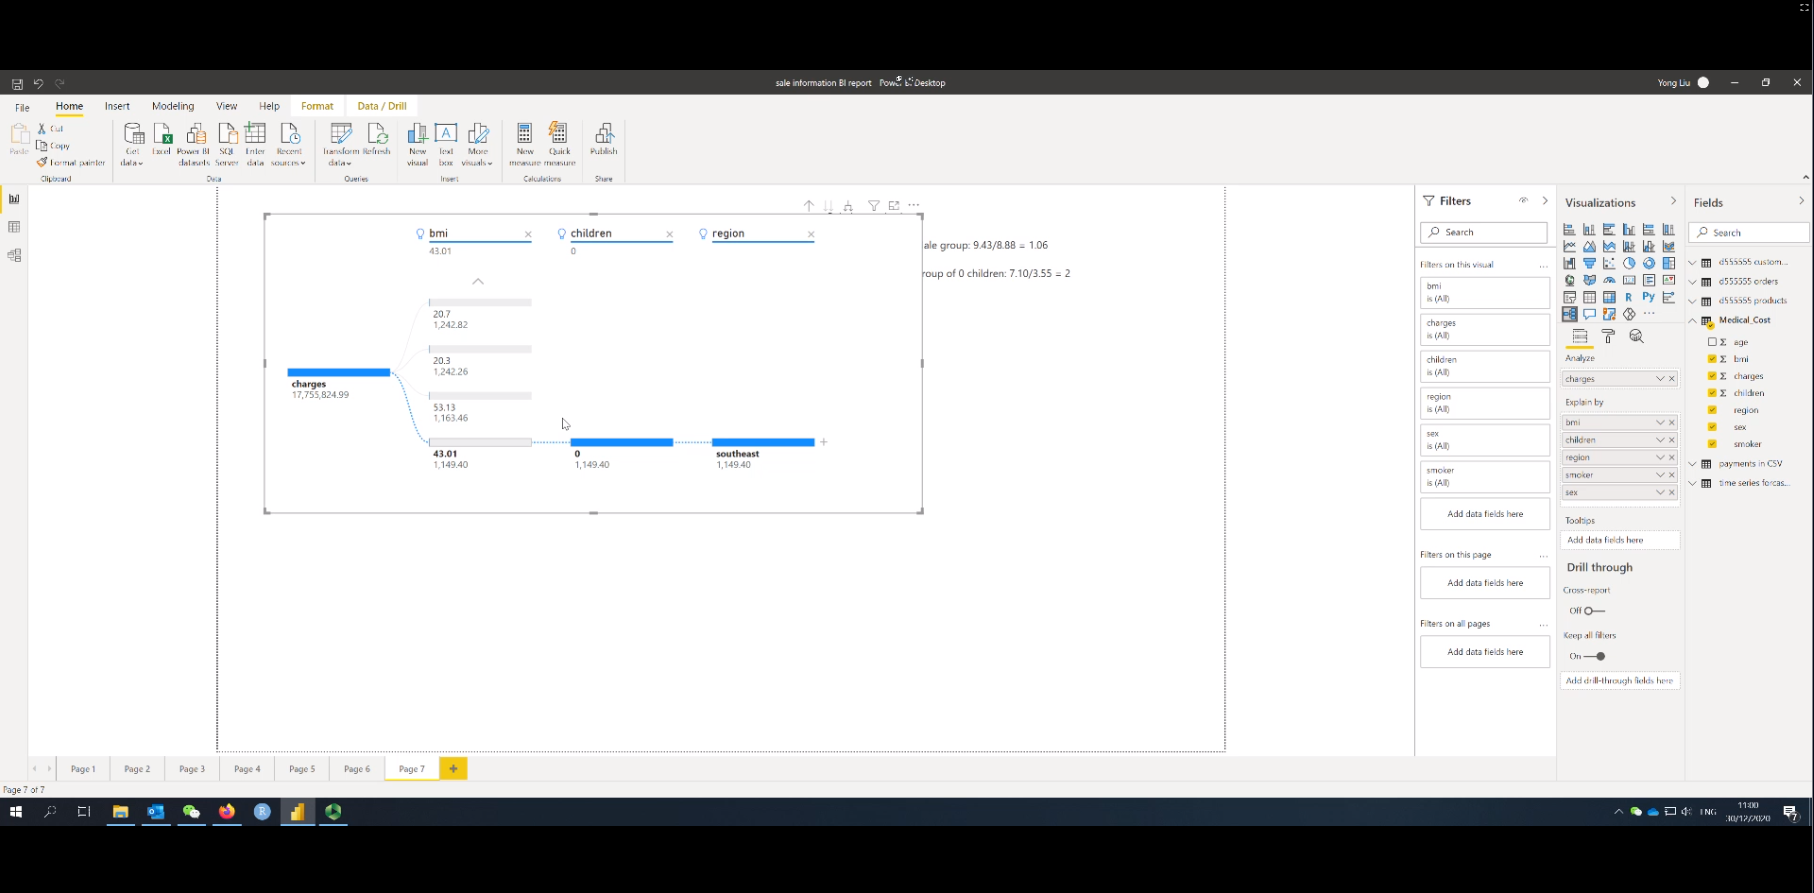 sale information BI report
Desktop
Yong Liu
File
Home
Insert
Modeling
View
Help
Format
Data / Drill
Paste
Cut
Copy
Format painter
Clipboard
Get data
Excel
Power BI datasets
SQL Server
Enter data
Recent sources
Data
Transform data
Refresh
Queries
New visual
Text box
More visuals
Insert
New measure
Quick measure
Calculations
Publish
Share
bmi
43.01
children
0
region
ale group: 9.43/8.88 = 1.06
roup of 0 children: 7.10/3.55 = 2
20.7
1,242.82
20.3
1,242.26
charges
17,755,824.99
53.13
1,163.46
43.01
1,149.40
0
1,149.40
southeast
1,149.40
Filters
Search
Filters on this visual
bmi
is (All)
charges
is (All)
children
is (All)
region
is (All)
sex
is (All)
smoker
is (All)
Add data fields here
Filters on this page
Add data fields here
Filters on all pages
Add data fields here
Visualizations
R
Py
Analyze
charges
Explain by
bmi
children
region
smoker
sex
Tooltips
Add data fields here
Drill through
Cross-report
Off
Keep all filters
On
Add drill-through fields here
Fields
Search
d555555 custom...
d555555 orders
d555555 products
Medical_Cost
age
bmi
charges
children
region
sex
smoker
payments in CSV
time series forcas...
Page 1
Page 2
Page 3
Page 4
Page 5
Page 6
Page 7
Page 7 of 7
ENG
11:00
30/12/2020
7